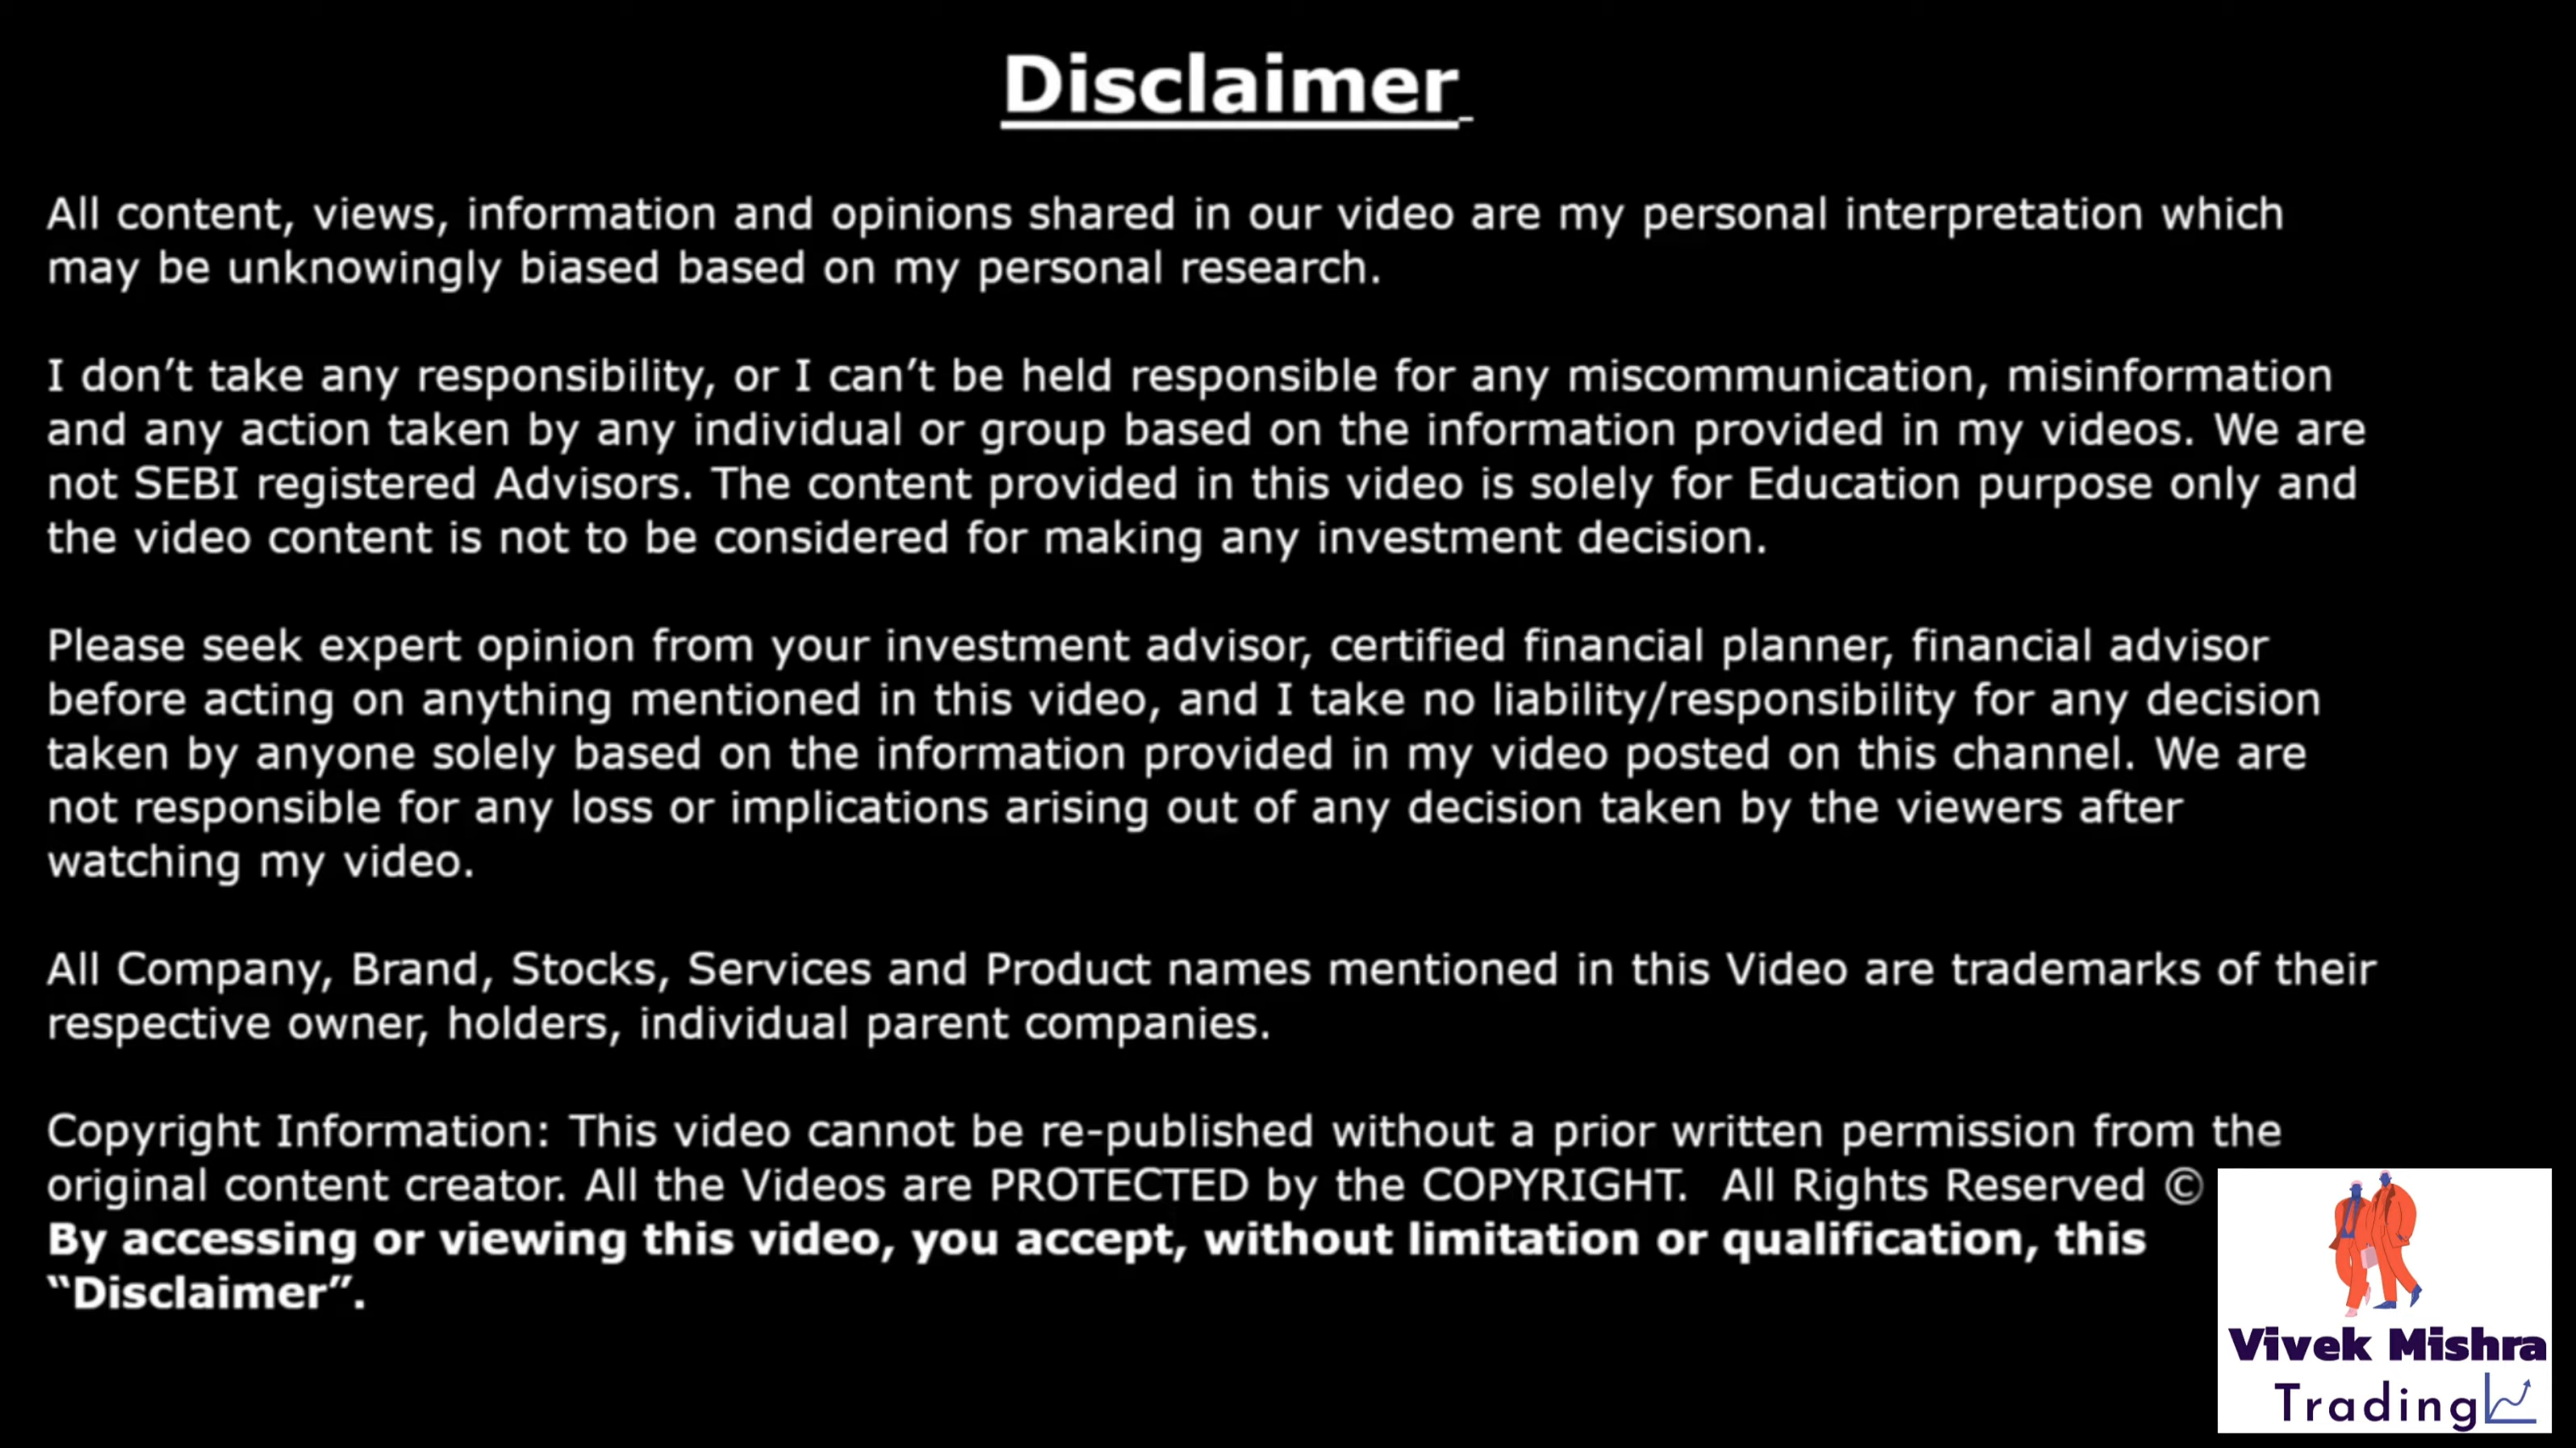 Disclaimer
All content, views, information and opinions shared in our video are my personal interpretation which
may be unknowingly biased based on my personal research.
I don’t take any responsibility, or I can’t be held responsible for any miscommunication, misinformation
and any action taken by any individual or group based on the information provided in my videos. We are
not SEBI registered Advisors. The content provided in this video is solely for Education purpose only and
the video content is not to be considered for making any investment decision.
Please seek expert opinion from your investment advisor, certified financial planner, financial advisor
before acting on anything mentioned in this video, and I take no liability/responsibility for any decision
taken by anyone solely based on the information provided in my video posted on this channel. We are
not responsible for any loss or implications arising out of any decision taken by the viewers after
watching my video.
All Company, Brand, Stocks, Services and Product names mentioned in this Video are trademarks of their
respective owner, holders, individual parent companies.
Copyright Information: This video cannot be re-published without a prior written permission from the
original content creator. All the Videos are PROTECTED by the COPYRIGHT.  All Rights Reserved ©
By accessing or viewing this video, you accept, without limitation or qualification, this
“Disclaimer”.
Vivek Mishra
Trading